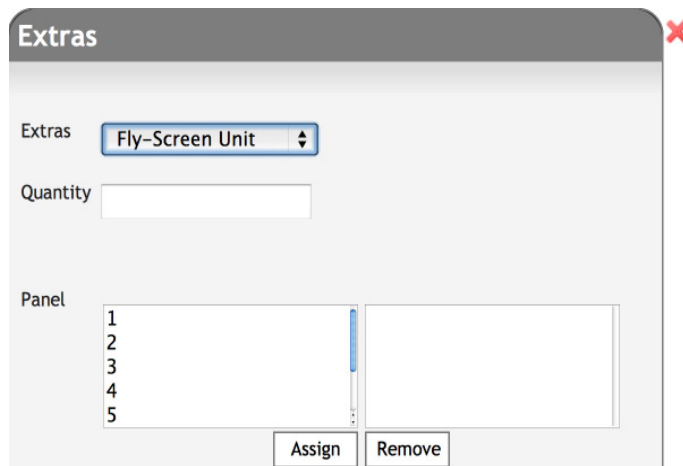 Extras
Extras Fly-Screen Unit
Quantity
Panel
1
2
3
4
5
Assign Remove